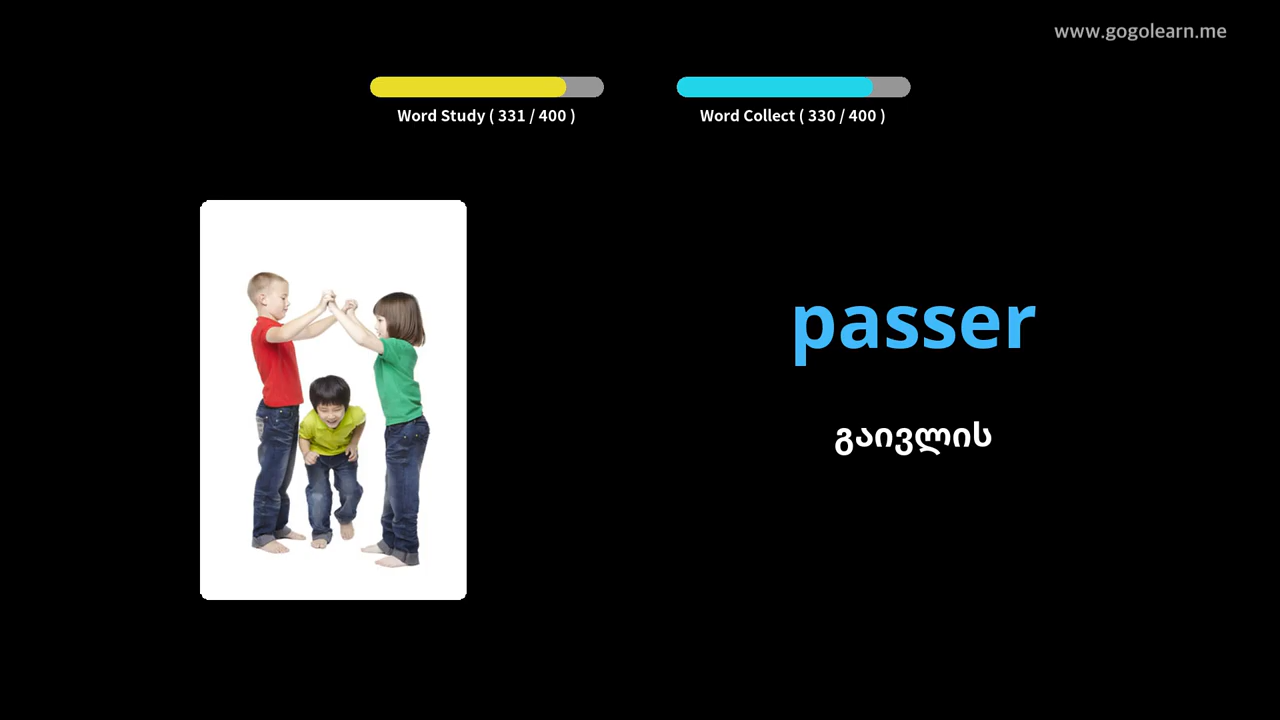 www.gogolearn.me
Word Study ( 331 / 400 )
Word Collect ( 330 / 400 )
passer
გაივლის